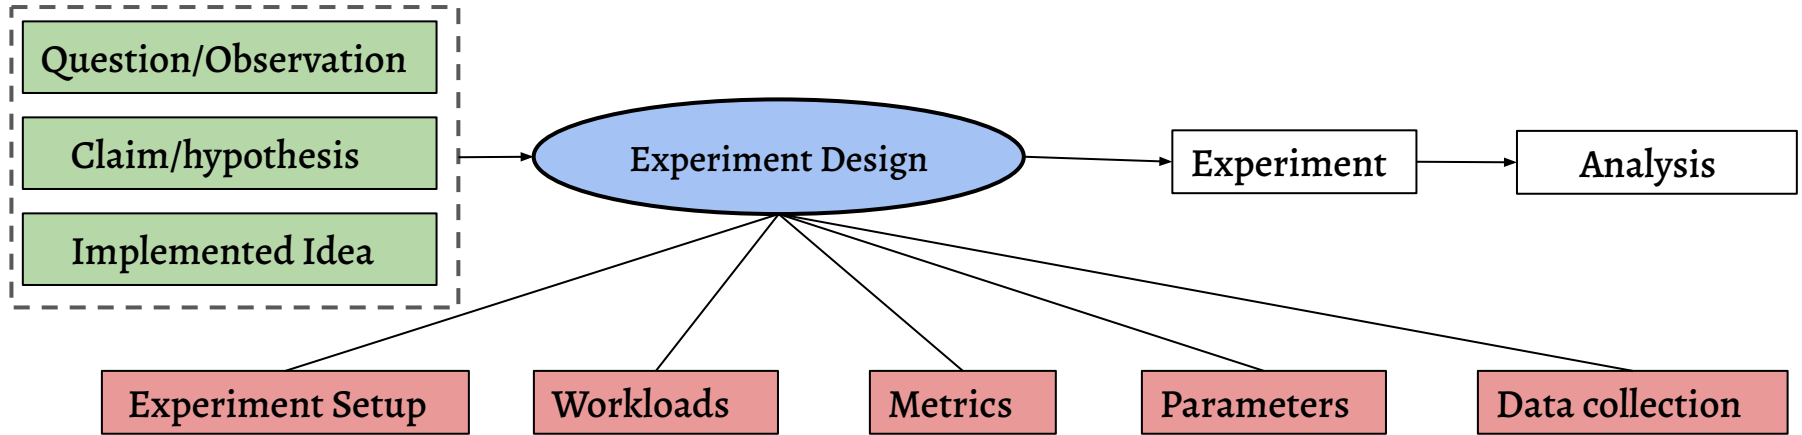 Question/Observation
Claim/hypothesis
Implemented Idea
Experiment Design
Experiment
Analysis
Experiment Setup
Workloads
Metrics
Parameters
Data collection